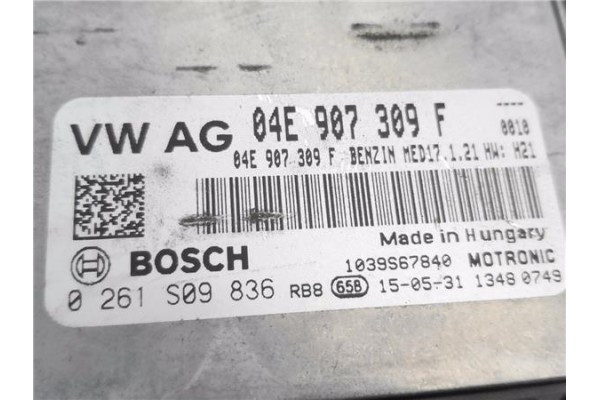 VW AG 04E 907 309 F ----
0010
04E 907 309 F BENZIN MED17.1.21 HW: H21
Made in Hungary
BOSCH 1039S67840 MOTRONIC
0 261 S09 836 RB8 65B 15-05-31 1348 0749